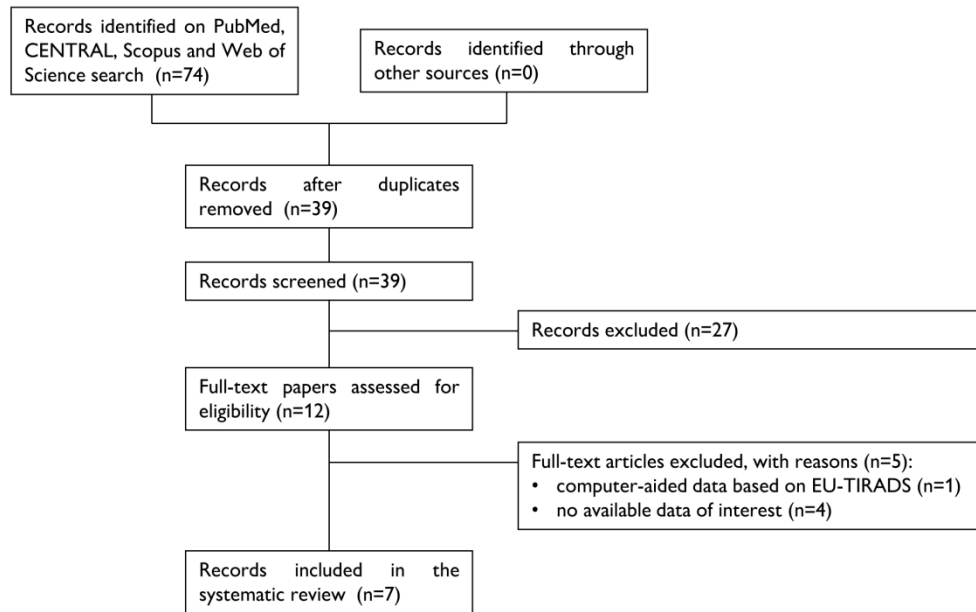 Records identified on PubMed,
CENTRAL, Scopus and Web of
Science search (n=74)
Records identified through
other sources (n=0)
Records after duplicates
removed (n=39)
Records screened (n=39)
Records excluded (n=27)
Full-text papers assessed for
eligibility (n=12)
Full-text articles excluded, with reasons (n=5):
• computer-aided data based on EU-TIRADS (n=1)
• no available data of interest (n=4)
Records included in the
systematic review (n=7)